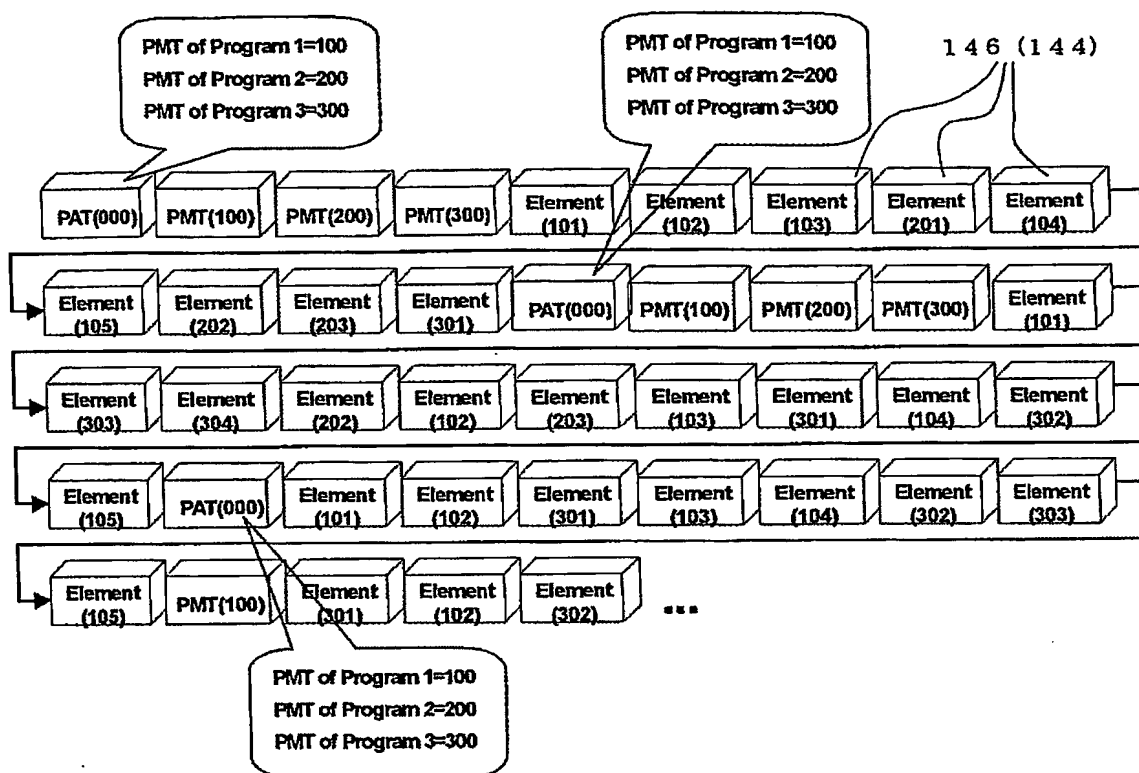 PMT of Program 1=100
PMT of Program 2=200
PMT of Program 3=300
PMT of Program 1=100
PMT of Program 2=200
PMT of Program 3=300
146(144)
PAT(000) PMT(100) PMT(200) PMT(300) Element (101) Element (102) Element (103) Element (201) Element (104)
Element (105) Element (202) Element (203) Element (301) PAT(000) PMT(100) PMT(200) PMT(300) Element (101)
Element (303) Element (304) Element (202) Element (102) Element (203) Element (103) Element (301) Element (104) Element (302)
Element (105) PAT(000) Element (101) Element (102) Element (301) Element (103) Element (104) Element (302) Element (303)
Element (105) PMT(100) Element (301) Element (102) Element (302) ...
PMT of Program 1=100
PMT of Program 2=200
PMT of Program 3=300